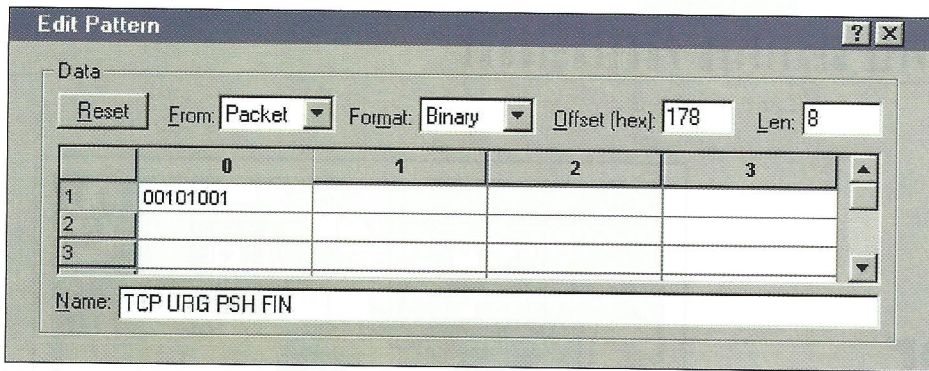 Edit Pattern
? X
Data
Reset From: Packet Format: Binary Offset (hex): 178 Len: 8
0 1 2 3
1 00101001
2
3
Name: TCP URG PSH FIN